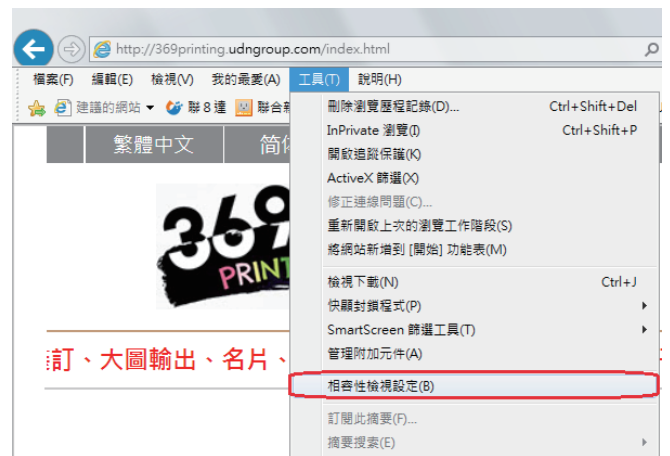 http://369printing.udngroup.com/index.html
檔案(F) 編輯(E) 檢視(V) 我的最愛(A) 工具(T) 說明(H)
建議的網站 聯8達 聯合
繁體中文
369
PRINT
訂、大圖輸出、名片、
刪除瀏覽歷程記錄(D)... Ctrl+Shift+Del
InPrivate 瀏覽(I) Ctrl+Shift+P
開啟追蹤保護(K)
ActiveX 篩選(X)
修正連線問題(C)...
重新開啟上次的瀏覽工作階段(S)
將網站新增到 [開始] 功能表(M)
檢視下載(N) Ctrl+J
快顯封鎖程式(P)
SmartScreen 篩選工具(T)
管理附加元件(A)
相容性檢視設定(B)
訂閱此摘要(F)...
摘要搜索(E)